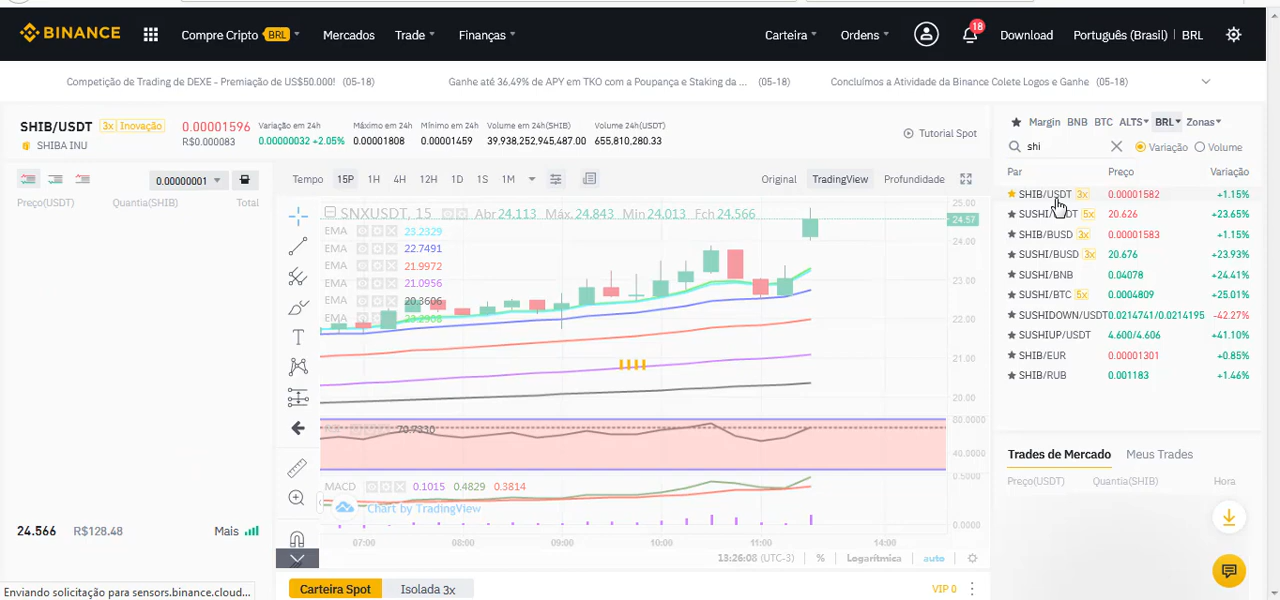 BINANCE
Compre Cripto BRL
Mercados
Trade
Finanças
Carteira
Ordens
18
Download
Português (Brasil) | BRL
Competição de Trading de DEXE - Premiação de US$50.000! (05-18)
Ganhe até 36.49% de APY em TKO com a Poupança e Staking da ... (05-18)
Concluímos a Atividade da Binance Colete Logos e Ganhe (05-18)
SHIB/USDT 3x Inovação
SHIBA INU
0.00001596
R$0.000083
Variação em 24h
0.00000032 +2.05%
Máximo em 24h
0.00001808
Mínimo em 24h
0.00001459
Volume em 24h(SHIB)
39,938,252,945,487.00
Volume 24h(USDT)
655,810,280.33
Tutorial Spot
Margin BNB BTC ALTS BRL Zonas
shi
Variação Volume
Par Preço Variação
SHIB/USDT 3x 0.00001582 +1.15%
SUSHI/USDT 5x 20.626 +23.65%
SHIB/BUSD 3x 0.00001583 +1.15%
SUSHI/BUSD 3x 20.676 +23.93%
SUSHI/BNB 0.04078 +24.41%
SUSHI/BTC 5x 0.0004809 +25.01%
SUSHIDOWN/USDT 0.0214741/0.0214195 -42.27%
SUSHIUP/USDT 4.600/4.606 +41.10%
SHIB/EUR 0.00001301 +0.85%
SHIB/RUB 0.001183 +1.46%
0.00000001
Preço(USDT) Quantia(SHIB) Total
Tempo 15P 1H 4H 12H 1D 1S 1M
Original TradingView Profundidade
SNXUSDT, 15 Abr 24.113 Máx. 24.843 Min 24.013 Fch 24.566
EMA 23.2329
EMA 22.7491
EMA 21.9972
EMA 21.0956
EMA 20.3606
EMA 23.2908
25.00
24.57
24.00
23.00
22.00
21.00
20.00
70.7330
80.0000
40.0000
MACD 0.1015 0.4829 0.3814
0.5000
0.0000
Chart by TradingView
07:00 08:00 09:00 10:00 11:00 14:00
13:26:08 (UTC-3) % Logarítmica auto
24.566 R$128.48 Mais
Trades de Mercado Meus Trades
Preço(USDT) Quantia(SHIB) Hora
Enviando solicitação para sensors.binance.cloud...
Carteira Spot Isolada 3x
VIP 0